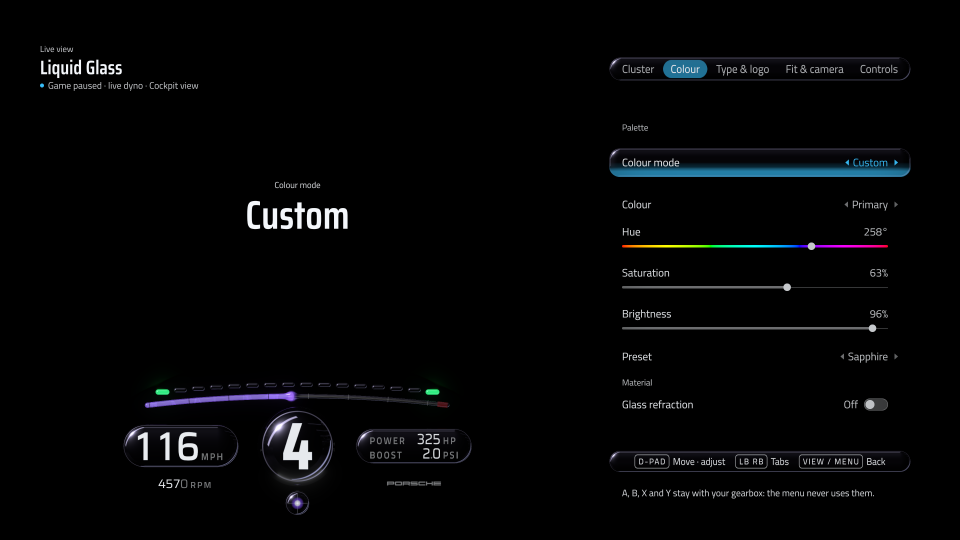 Live view
Liquid Glass
Game paused · live dyno · Cockpit view
Cluster Colour Type & logo Fit & camera Controls
Palette
Colour mode Custom
Colour mode
Custom
Colour Primary
Hue 258°
Saturation 63%
Brightness 96%
Preset Sapphire
Material
Glass refraction Off
116 MPH
4570 RPM
4
POWER 325 HP
BOOST 2.0 PSI
PORSCHE
D-PAD Move · adjust LB RB Tabs VIEW / MENU Back
A, B, X and Y stay with your gearbox: the menu never uses them.